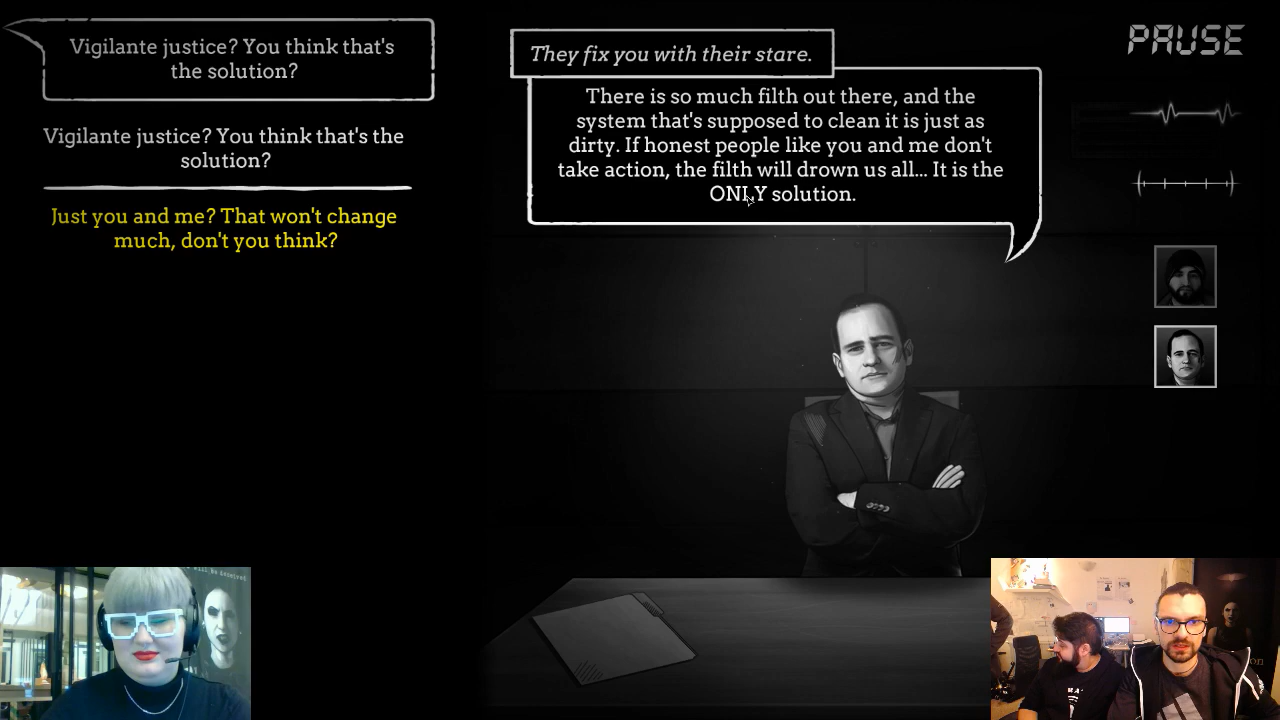 Vigilante justice? You think that's
the solution?
Vigilante justice? You think that's the
solution?
Just you and me? That won't change
much, don't you think?
They fix you with their stare.
There is so much filth out there, and the
system that's supposed to clean it is just as
dirty. If honest people like you and me don't
take action, the filth will drown us all... It is the
ONLY solution.
PAUSE